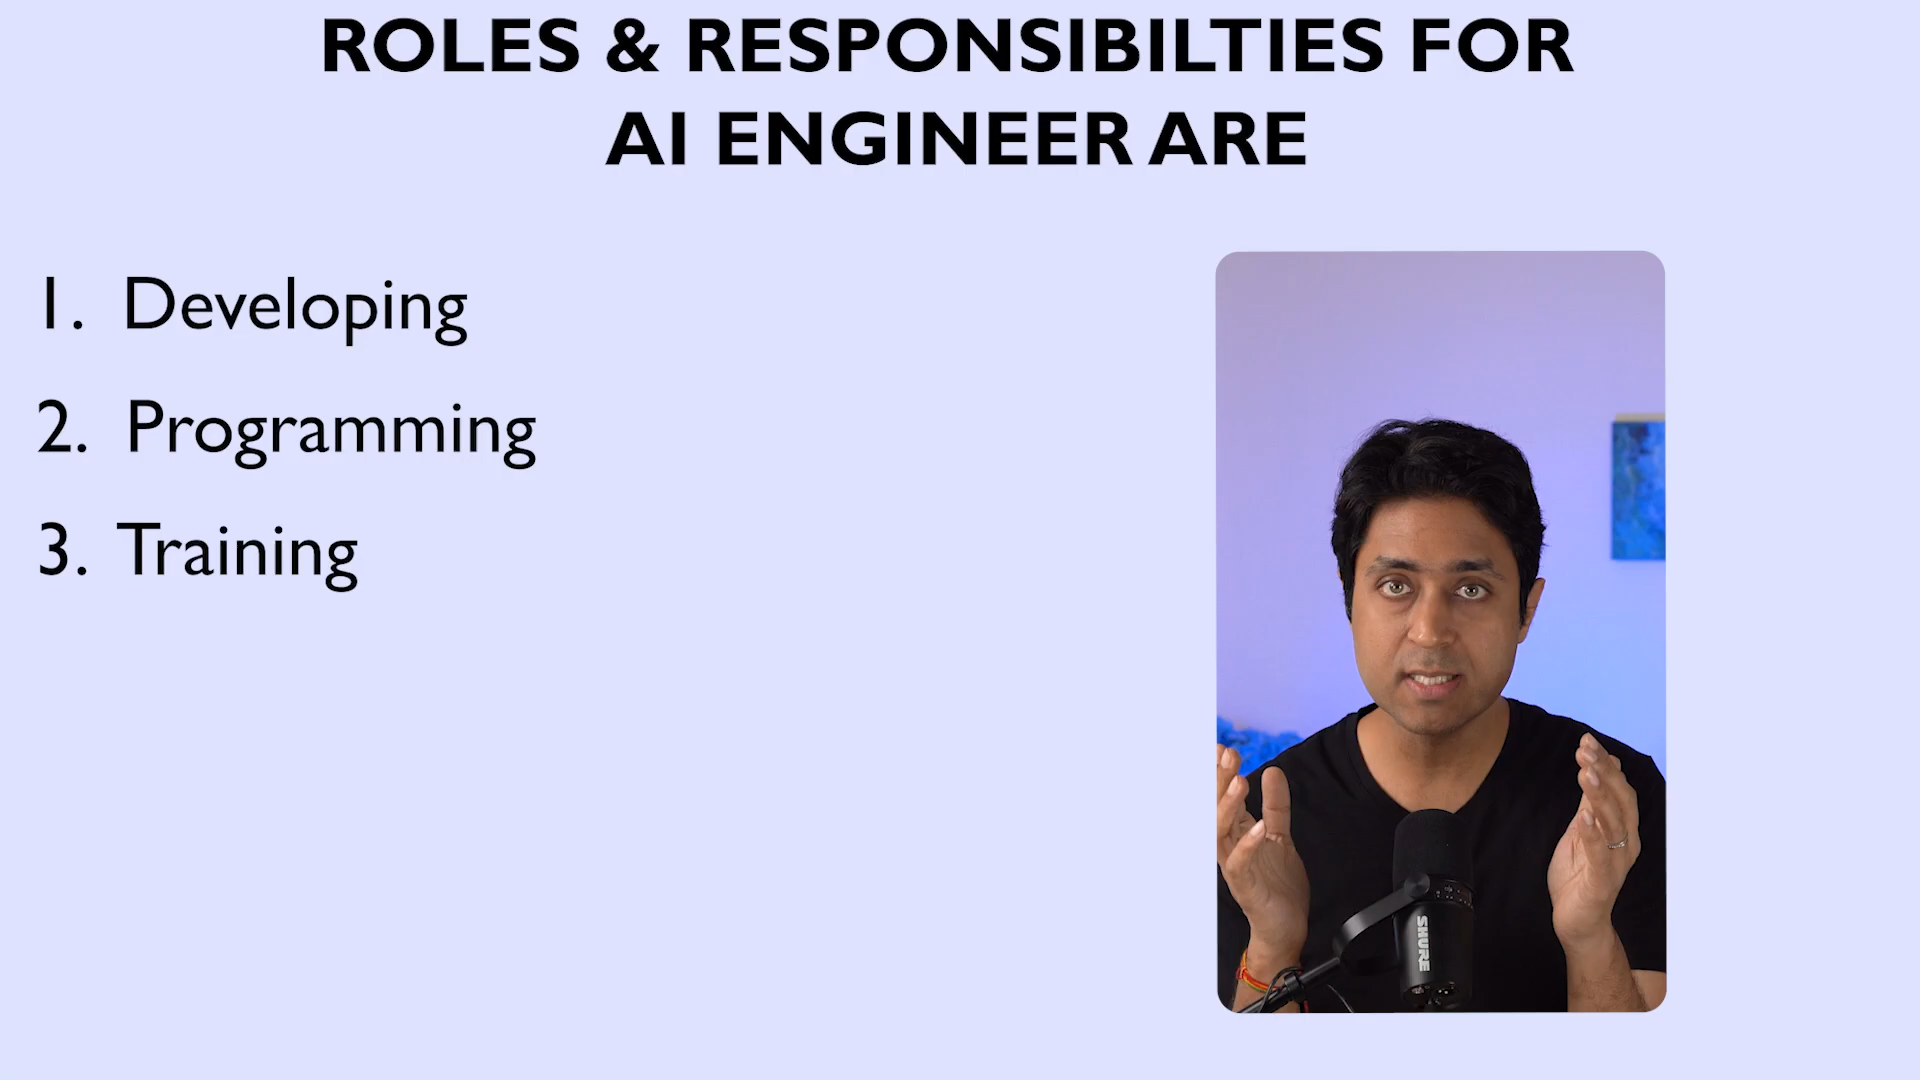 ROLES & RESPONSIBILTIES FOR
AI ENGINEER ARE
1. Developing
2. Programming
3. Training
SHURE